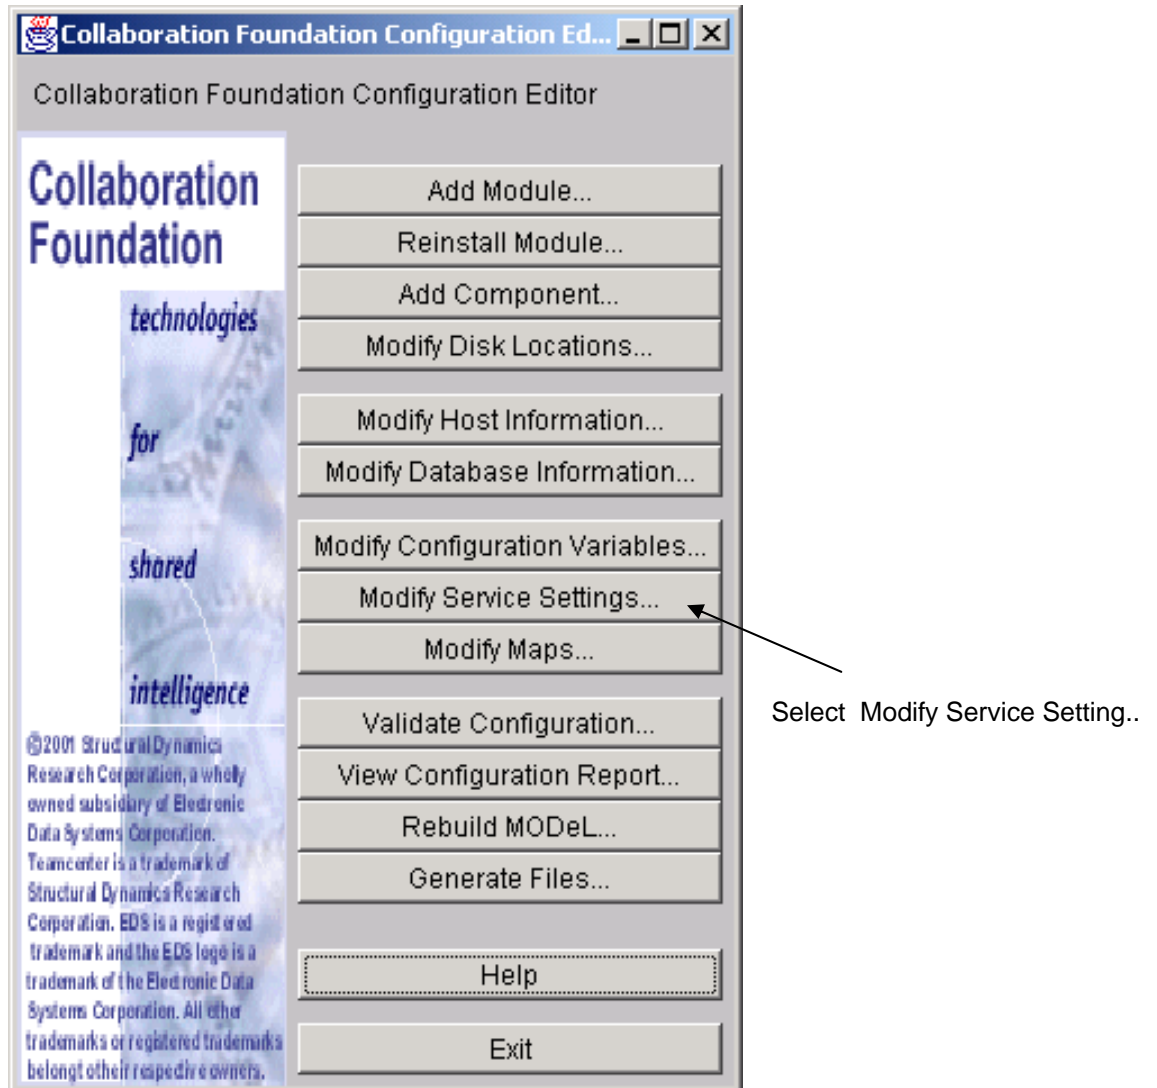 Collaboration Foundation Configuration Ed...
Collaboration Foundation Configuration Editor
Collaboration
Foundation
technologies
for
shared
intelligence
©2001 Structural Dynamics
Research Corporation, a wholly
owned subsidiary of Electronic
Data Systems Corporation.
Teamcenter is a trademark of
Structural Dynamics Research
Corporation. EDS is a registered
trademark and the EDS logo is a
trademark of the Electronic Data
Systems Corporation. All other
trademarks or registered trademarks
belong to their respective owners.
Add Module...
Reinstall Module...
Add Component...
Modify Disk Locations...
Modify Host Information...
Modify Database Information...
Modify Configuration Variables...
Modify Service Settings...
Modify Maps...
Validate Configuration...
View Configuration Report...
Rebuild MODeL...
Generate Files...
Help
Exit
Select Modify Service Setting..